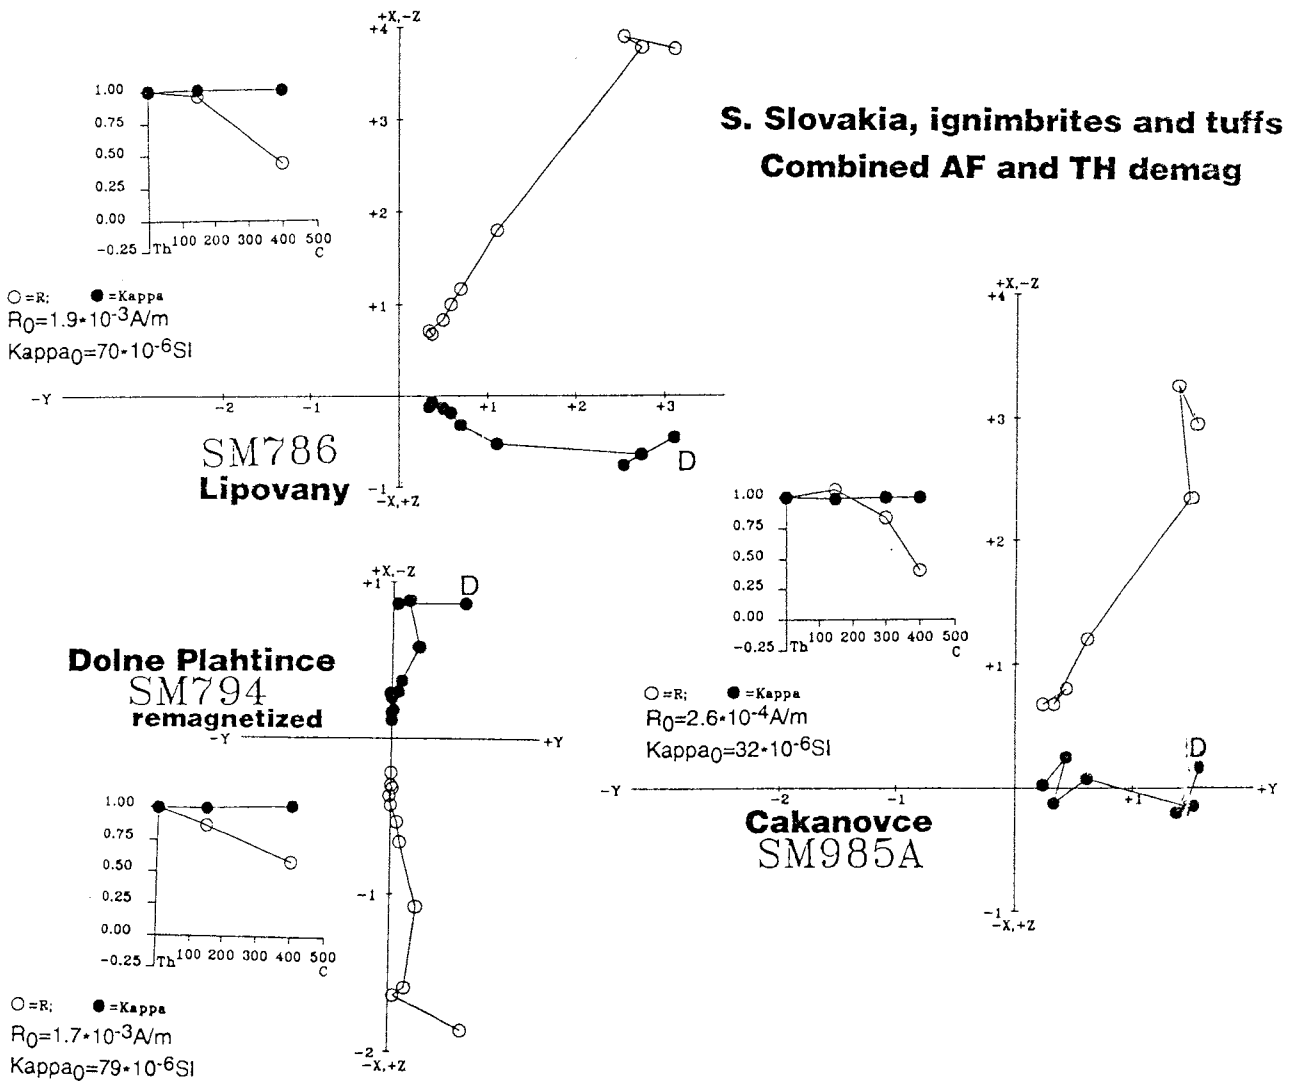 S. Slovakia, ignimbrites and tuffs
Combined AF and TH demag
+X,-Z
+4
+3
+2
+1
-Y
-2
-1
+1
+2
+3
-1
-X,+Z
D
SM786
Lipovany
1.00
0.75
0.50
0.25
0.00
-0.25
Th 100 200 300 400 500
C
○=R; ●=Kappa
R0=1.9*10-3A/m
Kappa0=70*10-6SI
+X,-Z
+1
D
Dolne Plahtince
SM794
remagnetized
-Y
+Y
-1
-2
-X,+Z
1.00
0.75
0.50
0.25
0.00
-0.25
Th 100 200 300 400 500
C
○=R; ●=Kappa
R0=1.7*10-3A/m
Kappa0=79*10-6SI
+X,-Z
+4
+3
+2
+1
-Y
-2
-1
+1
+Y
D
-1
-X,+Z
Cakanovce
SM985A
1.00
0.75
0.50
0.25
0.00
-0.25
Th 100 200 300 400 500
C
○=R; ●=Kappa
R0=2.6*10-4A/m
Kappa0=32*10-6SI